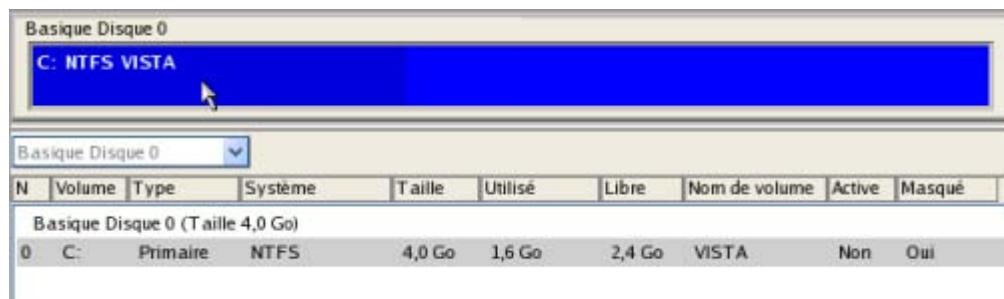 Basique Disque 0
C: NTFS VISTA
Basique Disque 0
N Volume Type Système Taille Utilisé Libre Nom de volume Active Masqué
Basique Disque 0 (Taille 4,0 Go)
0 C: Primaire NTFS 4,0 Go 1,6 Go 2,4 Go VISTA Non Oui